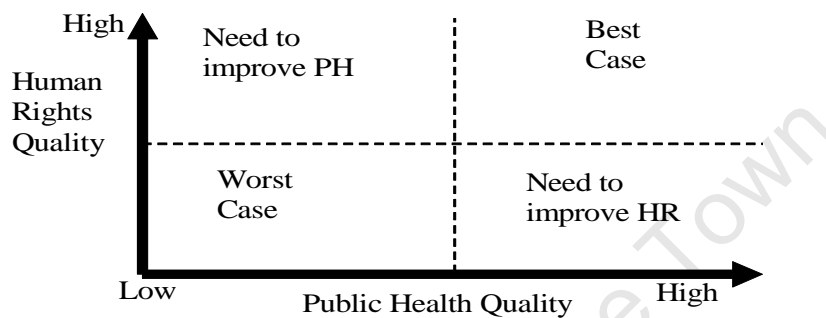 High
Need to
improve PH
Best
Case
Human
Rights
Quality
Worst
Case
Need to
improve HR
Low
Public Health Quality
High
e Town